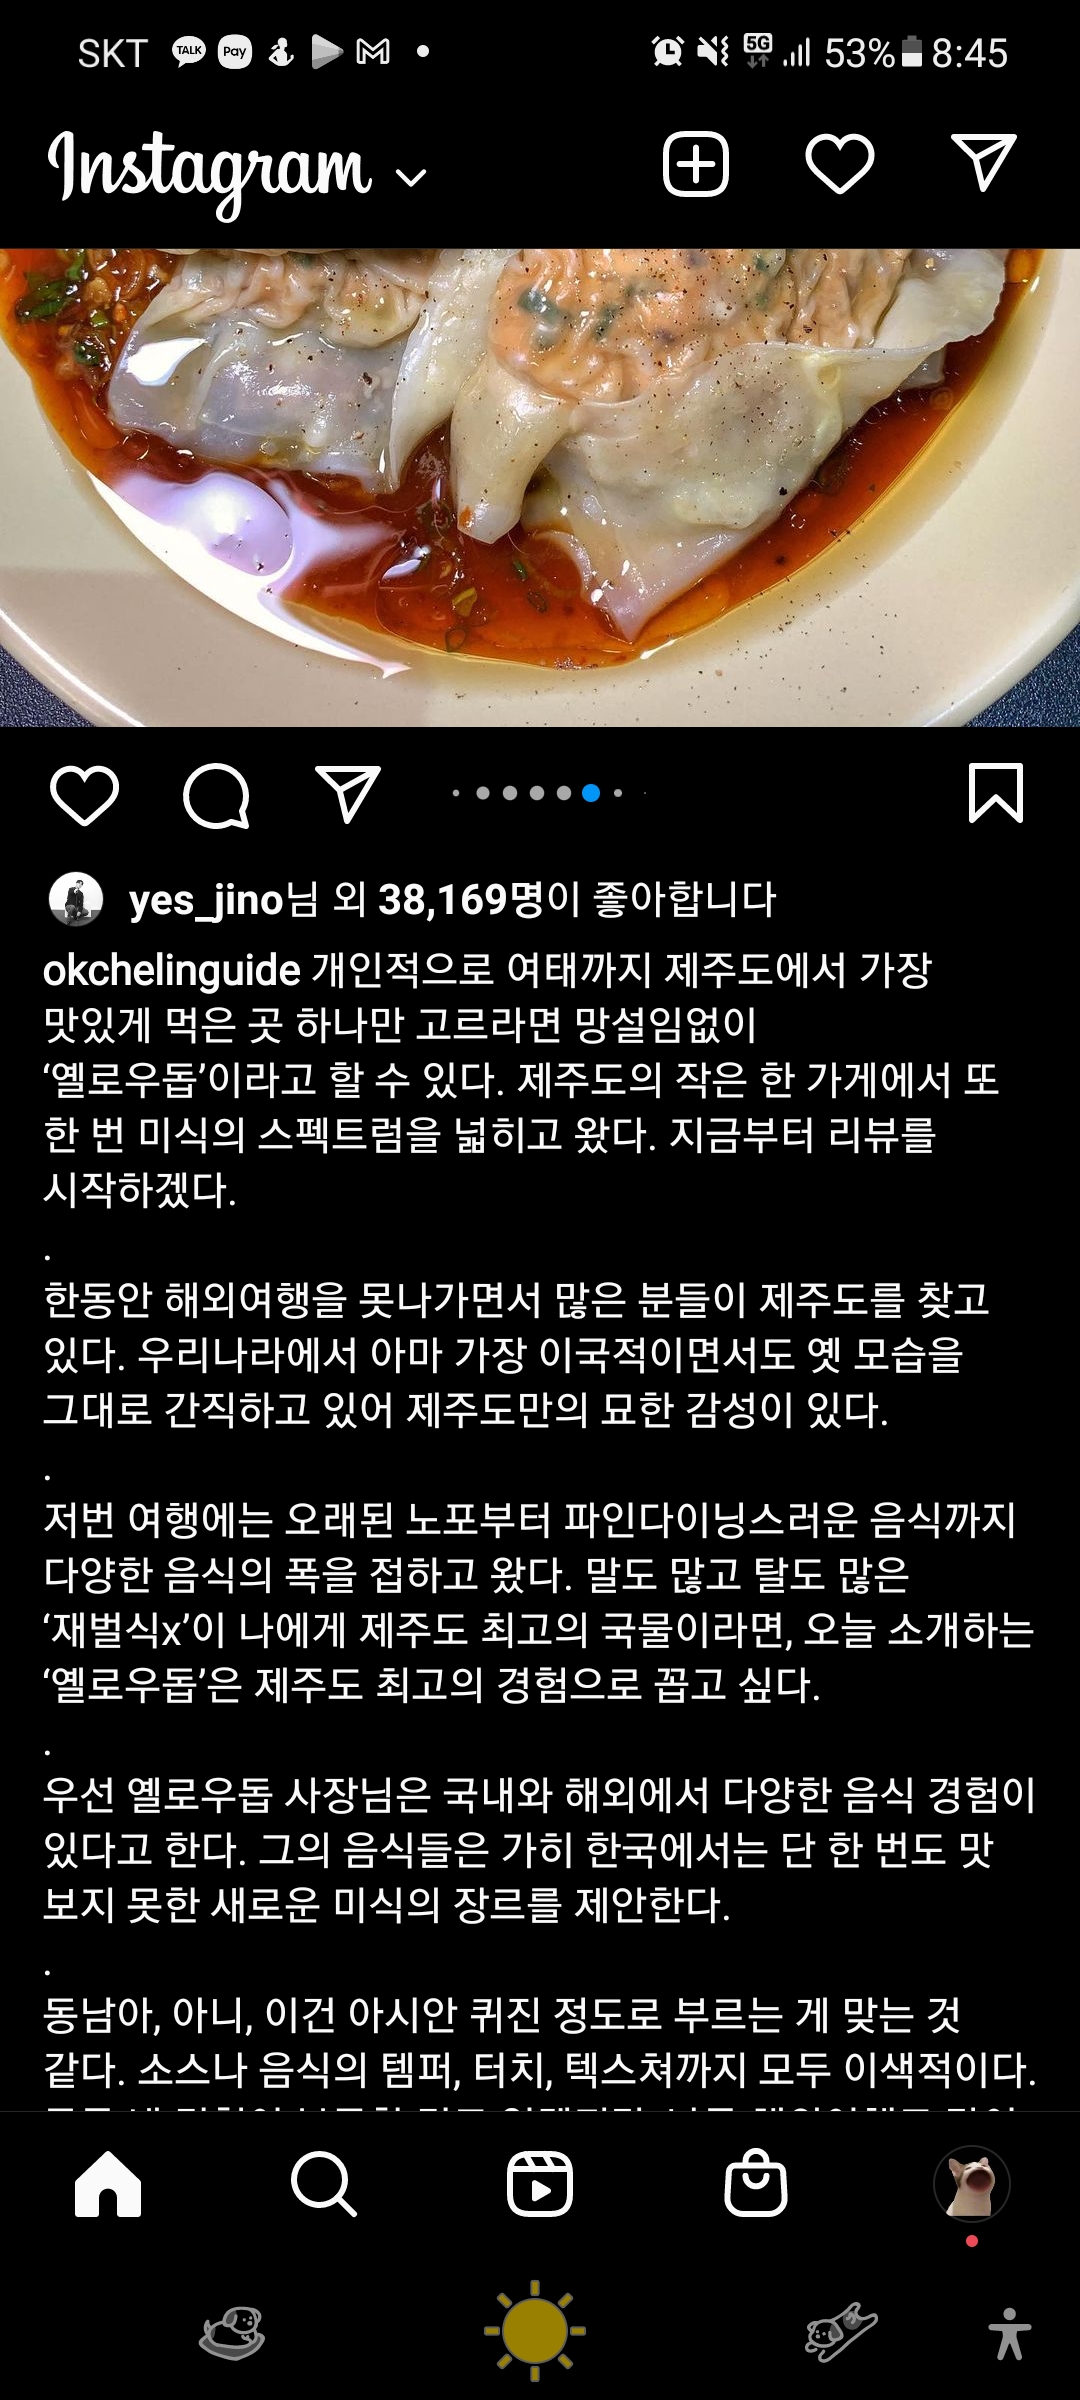 SKT TALK Pay 5G 53% 8:45
Instagram
yes_jino님 외 38,169명이 좋아합니다
okchelinguide 개인적으로 여태까지 제주도에서 가장
맛있게 먹은 곳 하나만 고르라면 망설임없이
‘옐로우돕’이라고 할 수 있다. 제주도의 작은 한 가게에서 또
한 번 미식의 스펙트럼을 넓히고 왔다. 지금부터 리뷰를
시작하겠다.
.
한동안 해외여행을 못나가면서 많은 분들이 제주도를 찾고
있다. 우리나라에서 아마 가장 이국적이면서도 옛 모습을
그대로 간직하고 있어 제주도만의 묘한 감성이 있다.
.
저번 여행에는 오래된 노포부터 파인다이닝스러운 음식까지
다양한 음식의 폭을 접하고 왔다. 말도 많고 탈도 많은
‘재벌식x’이 나에게 제주도 최고의 국물이라면, 오늘 소개하는
‘옐로우돕’은 제주도 최고의 경험으로 꼽고 싶다.
.
우선 옐로우돕 사장님은 국내와 해외에서 다양한 음식 경험이
있다고 한다. 그의 음식들은 가히 한국에서는 단 한 번도 맛
보지 못한 새로운 미식의 장르를 제안한다.
.
동남아, 아니, 이건 아시안 퀴진 정도로 부르는 게 맞는 것
같다. 소스나 음식의 템퍼, 터치, 텍스쳐까지 모두 이색적이다.